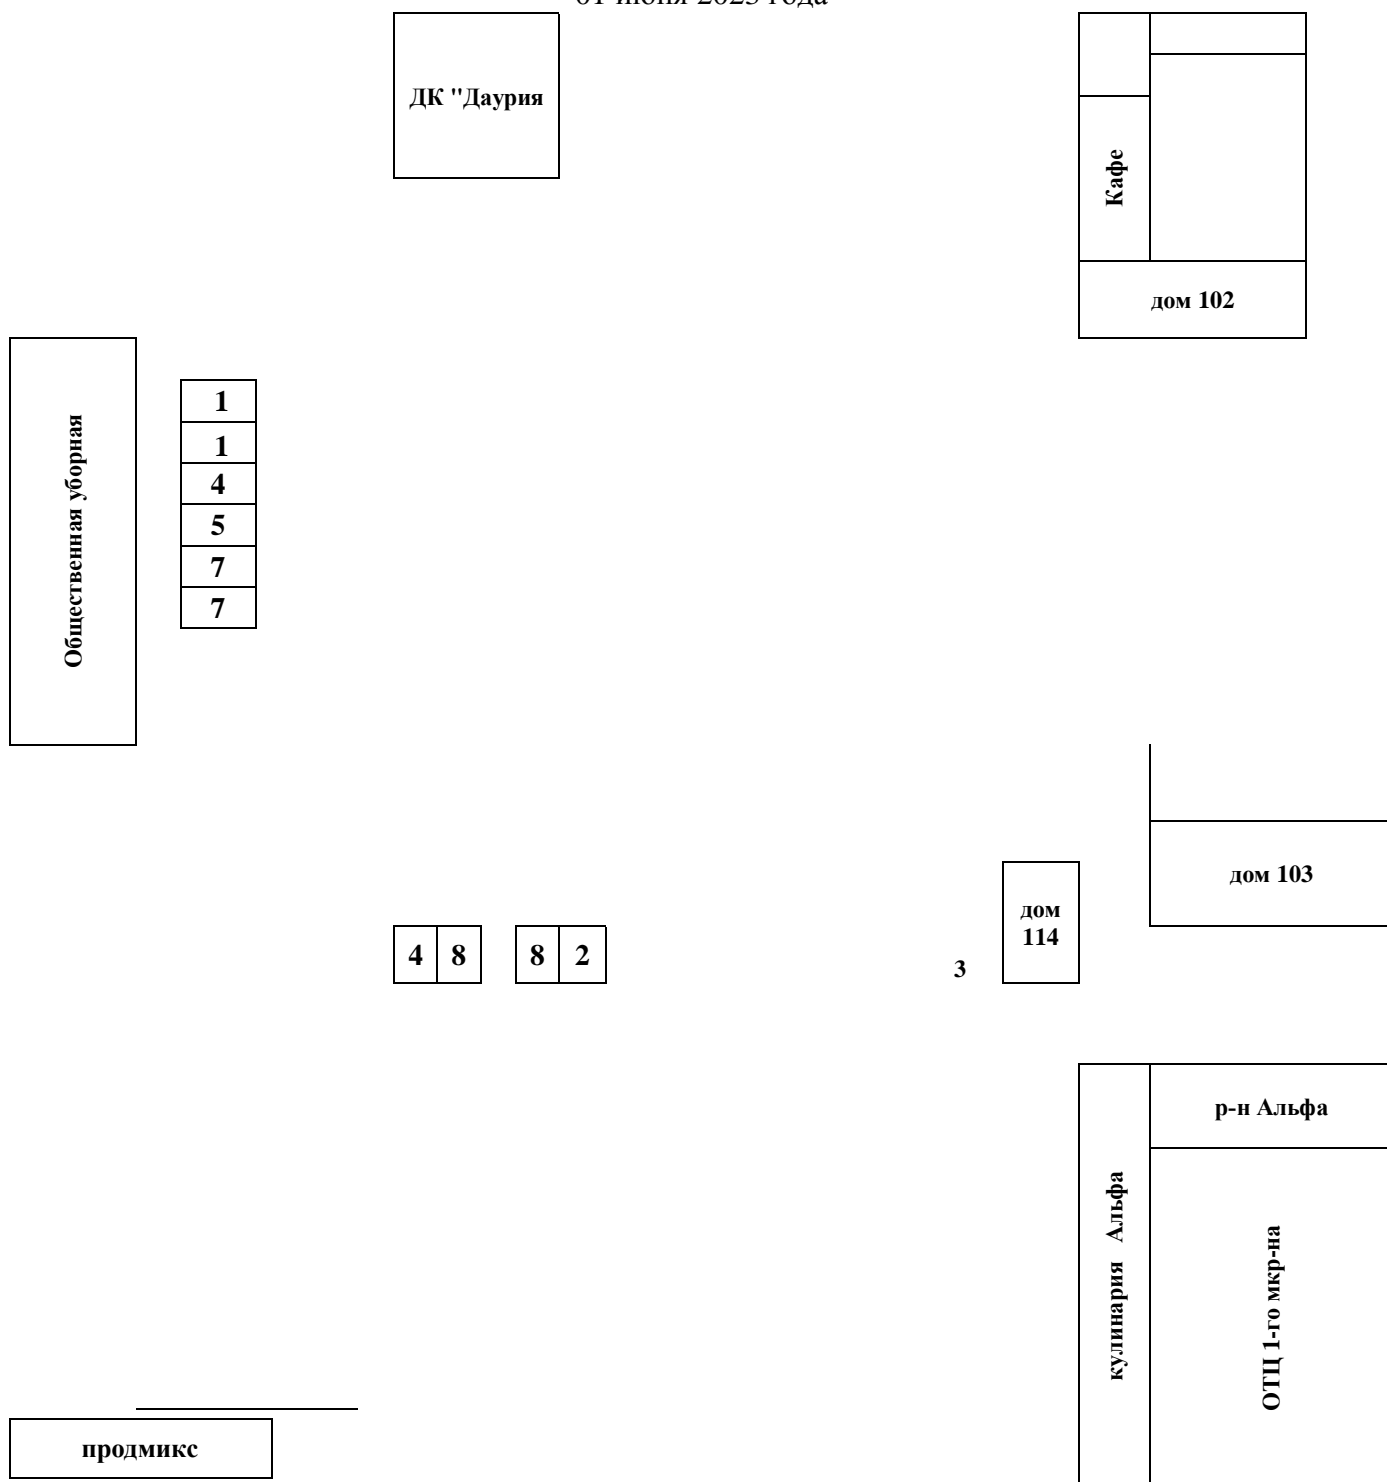 ДК "Даурия
Кафе
дом 102
Общественная уборная
1
1
4
5
7
7
дом 103
дом
114
4 8 8 2
3
р-н Альфа
кулинария Альфа
ОТЦ 1-го мкр-на
продмикс